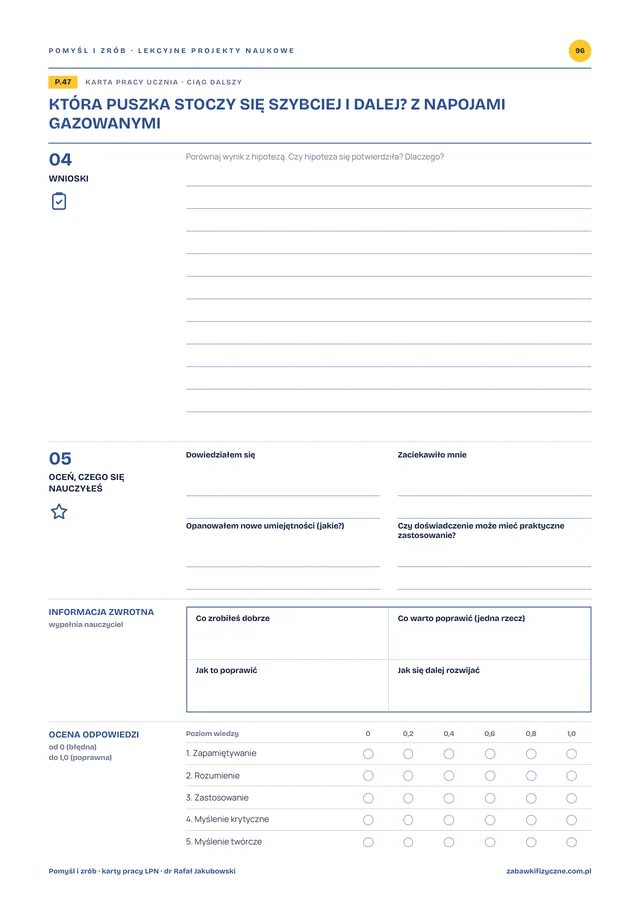 POMYŚL I ZRÓB · LEKCYJNE PROJEKTY NAUKOWE
96
P.47 KARTA PRACY UCZNIA · CIĄG DALSZY
KTÓRA PUSZKA STOCZY SIĘ SZYBCIEJ I DALEJ? Z NAPOJAMI
GAZOWANYMI
04
WNIOSKI
Porównaj wynik z hipotezą. Czy hipoteza się potwierdziła? Dlaczego?
05
OCEŃ, CZEGO SIĘ
NAUCZYŁEŚ
Dowiedziałem się
Zaciekawiło mnie
Opanowałem nowe umiejętności (jakie?)
Czy doświadczenie może mieć praktyczne
zastosowanie?
INFORMACJA ZWROTNA
wypełnia nauczyciel
Co zrobiłeś dobrze
Co warto poprawić (jedna rzecz)
Jak to poprawić
Jak się dalej rozwijać
OCENA ODPOWIEDZI
od 0 (błędna)
do 1,0 (poprawna)
Poziom wiedzy 0 0,2 0,4 0,6 0,8 1,0
1. Zapamiętywanie
2. Rozumienie
3. Zastosowanie
4. Myślenie krytyczne
5. Myślenie twórcze
Pomyśl i zrób · karty pracy LPN · dr Rafał Jakubowski
zabawkifizyczne.com.pl